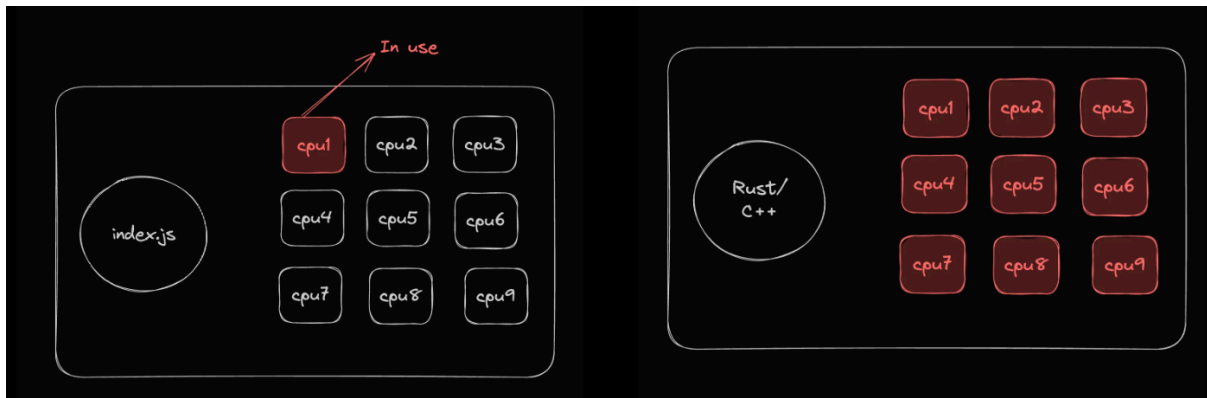 In use
cpu1 cpu2 cpu3
index.js
cpu4 cpu5 cpu6
cpu7 cpu8 cpu9
cpu1 cpu2 cpu3
Rust/
C++
cpu4 cpu5 cpu6
cpu7 cpu8 cpu9